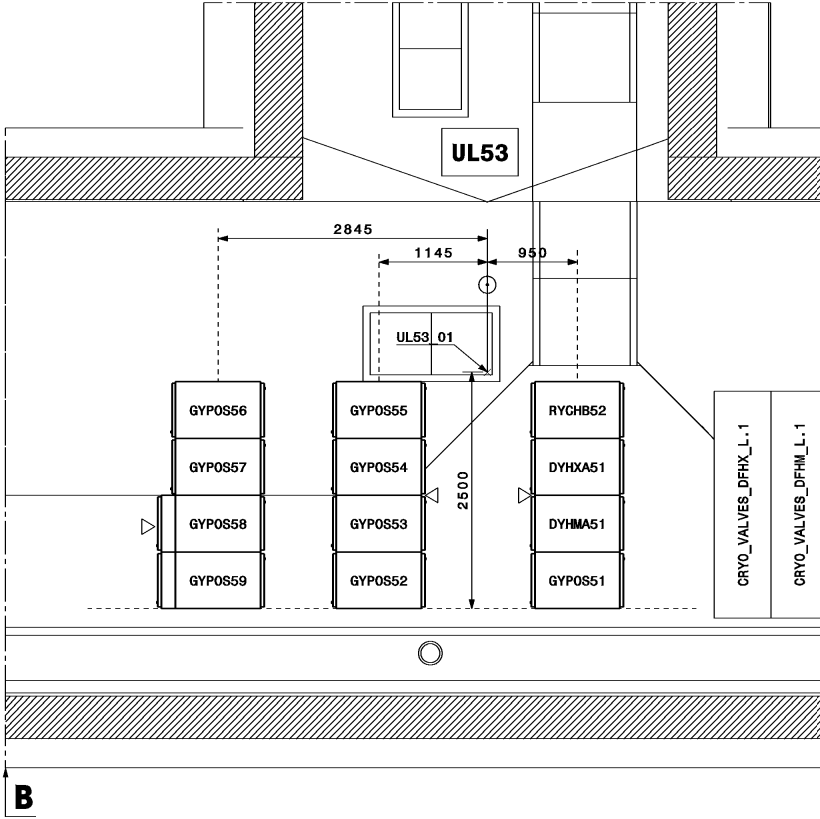 UL53
2845
1145
950
UL53_01
GYPOS56
GYPOS55
RYCHB52
GYPOS57
GYPOS54
DYHXA51
GYPOS58
GYPOS53
DYHMA51
GYPOS59
GYPOS52
GYPOS51
2500
CRYO_VALVES_DFHX_L.1
CRYO_VALVES_DFHM_L.1
B